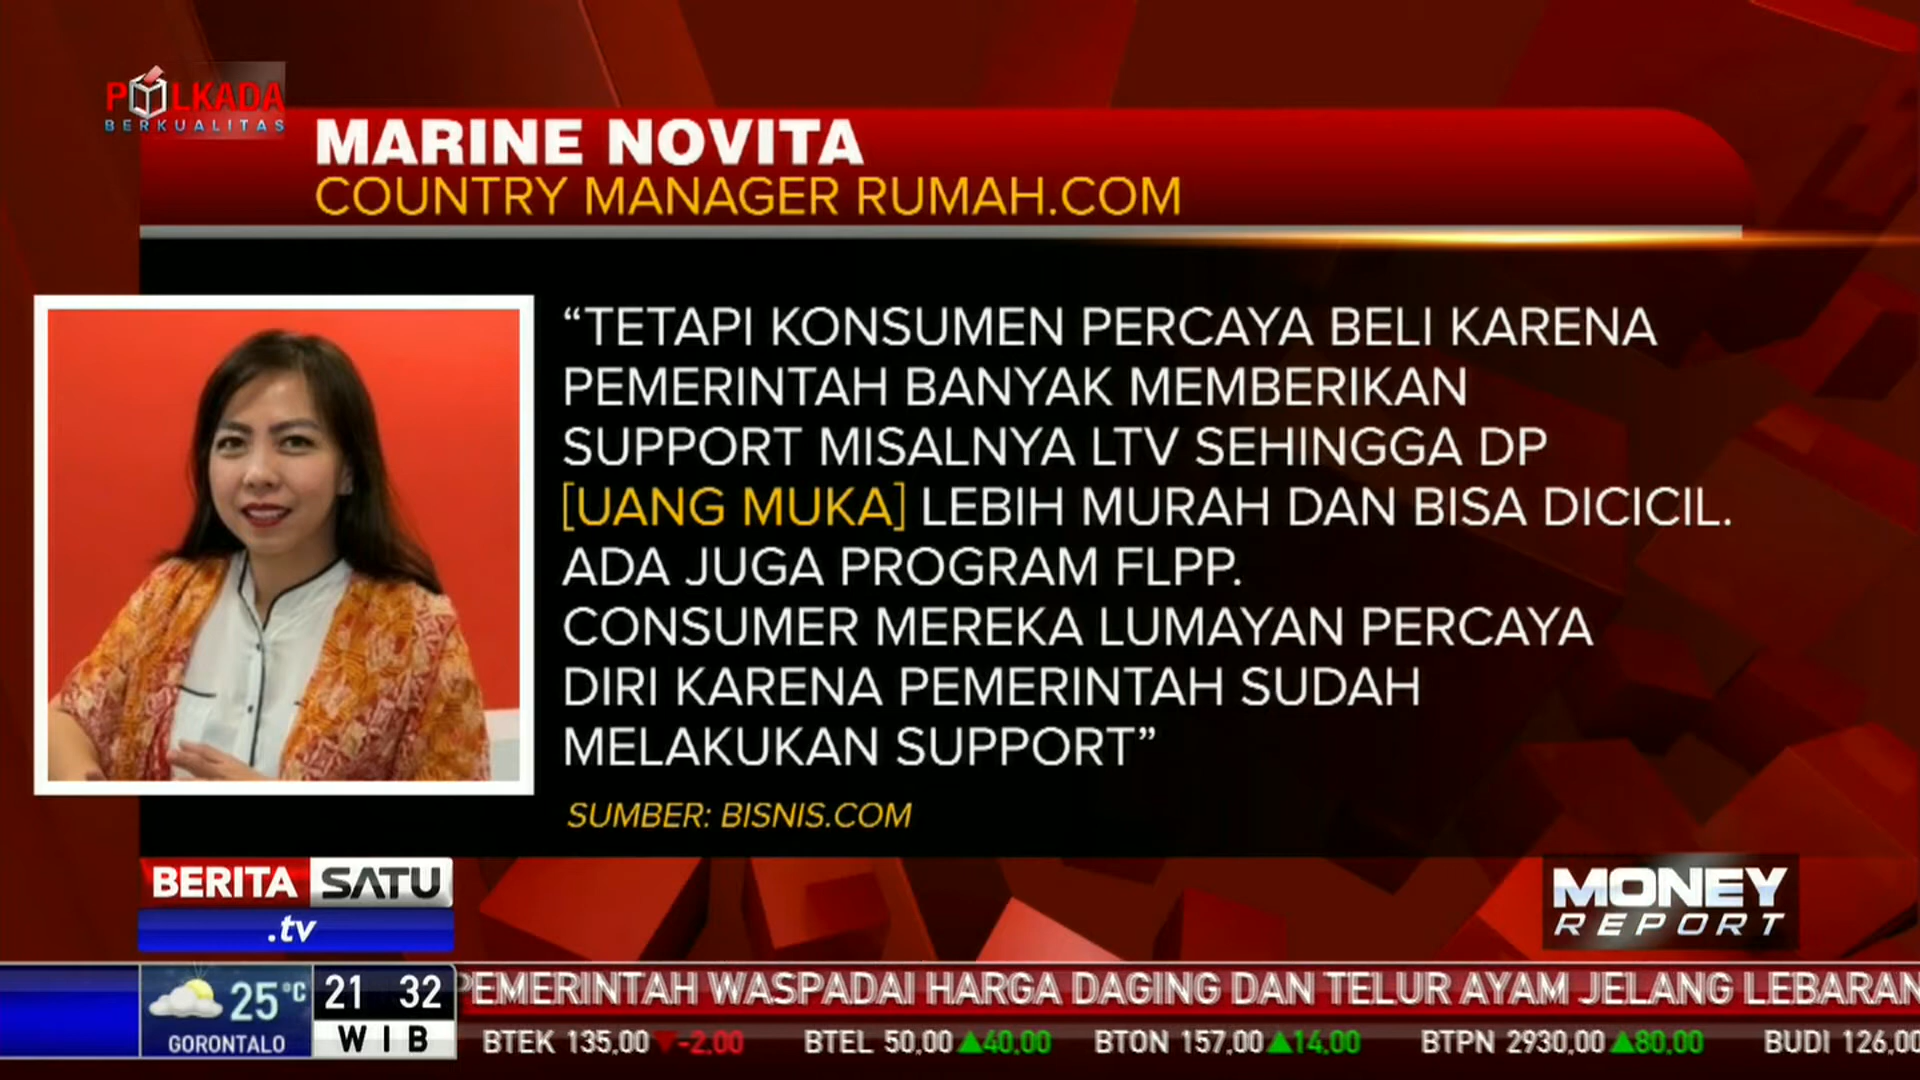 PILKADA
BERKUALITAS
MARINE NOVITA
COUNTRY MANAGER RUMAH.COM
“TETAPI KONSUMEN PERCAYA BELI KARENA
PEMERINTAH BANYAK MEMBERIKAN
SUPPORT MISALNYA LTV SEHINGGA DP
[UANG MUKA] LEBIH MURAH DAN BISA DICICIL.
ADA JUGA PROGRAM FLPP.
CONSUMER MEREKA LUMAYAN PERCAYA
DIRI KARENA PEMERINTAH SUDAH
MELAKUKAN SUPPORT”
SUMBER: BISNIS.COM
BERITA SATU
.tv
MONEY
REPORT
25°C
GORONTALO
21 32
WIB
PEMERINTAH WASPADAI HARGA DAGING DAN TELUR AYAM JELANG LEBARAN
BTEK 135,00 ▼-2,00 BTEL 50,00 ▲40,00 BTON 157,00 ▲14,00 BTPN 2930,00 ▲80,00 BUDI 126,00